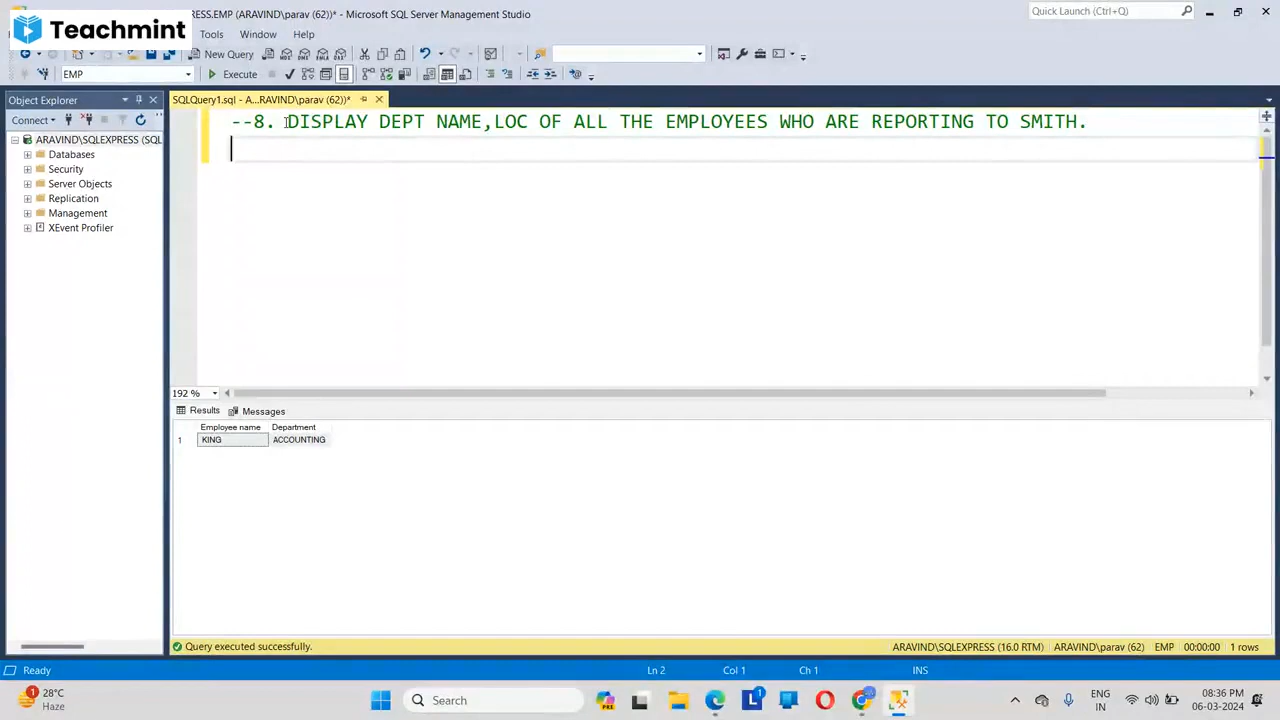 RESS.EMP (ARAVIND\parav (62))* - Microsoft SQL Server Management Studio
Quick Launch (Ctrl+Q)
Teachmint
Tools Window Help
New Query
EMP
Execute
Object Explorer
SQLQuery1.sql - A...RAVIND\parav (62))*
Connect
ARAVIND\SQLEXPRESS (SQL
Databases
Security
Server Objects
Replication
Management
XEvent Profiler
--8. DISPLAY DEPT NAME,LOC OF ALL THE EMPLOYEES WHO ARE REPORTING TO SMITH.
192 %
Results Messages
Employee name Department
1 KING ACCOUNTING
Query executed successfully.
ARAVIND\SQLEXPRESS (16.0 RTM) ARAVIND\parav (62) EMP 00:00:00 1 rows
Ready
Ln 2 Col 1 Ch 1 INS
28°C
Haze
1
Search
PRE
L
1
ENG
IN
08:36 PM
06-03-2024